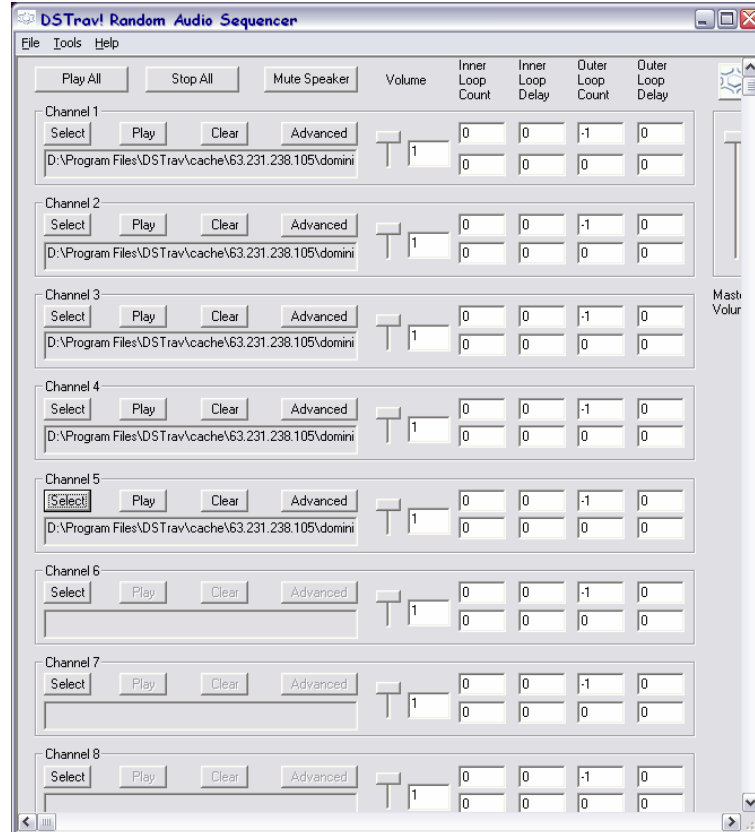 DSTrav! Random Audio Sequencer
File Tools Help
Play All Stop All Mute Speaker Volume Inner Loop Count Inner Loop Delay Outer Loop Count Outer Loop Delay
Channel 1
Select Play Clear Advanced 1 0 0 -1 0
D:\Program Files\DSTrav\cache\63.231.238.105\domini 0 0 0 0
Channel 2
Select Play Clear Advanced 1 0 0 -1 0
D:\Program Files\DSTrav\cache\63.231.238.105\domini 0 0 0 0
Channel 3
Maste
Volur
Select Play Clear Advanced 1 0 0 -1 0
D:\Program Files\DSTrav\cache\63.231.238.105\domini 0 0 0 0
Channel 4
Select Play Clear Advanced 1 0 0 -1 0
D:\Program Files\DSTrav\cache\63.231.238.105\domini 0 0 0 0
Channel 5
Select Play Clear Advanced 1 0 0 -1 0
D:\Program Files\DSTrav\cache\63.231.238.105\domini 0 0 0 0
Channel 6
Select Play Clear Advanced 1 0 0 -1 0
0 0 0 0
Channel 7
Select Play Clear Advanced 1 0 0 -1 0
0 0 0 0
Channel 8
Select Play Clear Advanced 1 0 0 -1 0
0 0 0 0